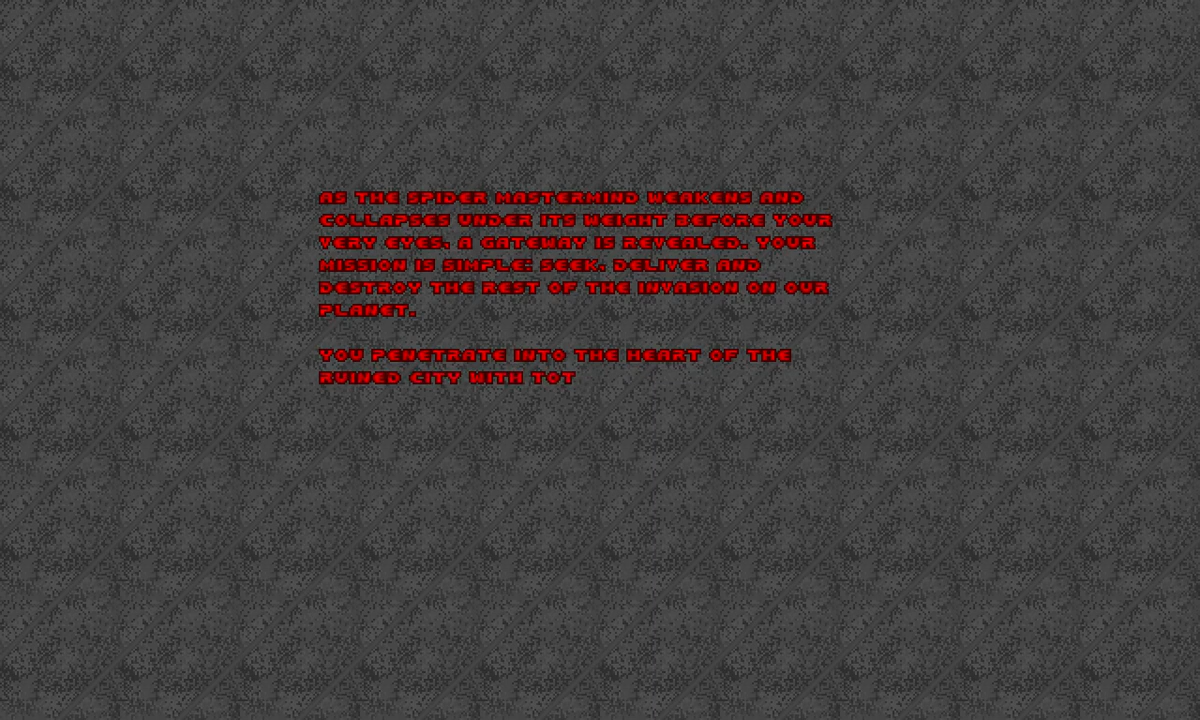 AS THE SPIDER MASTERMIND WEAKENS AND
COLLAPSES UNDER ITS WEIGHT BEFORE YOUR
VERY EYES, A GATEWAY IS REVEALED. YOUR
MISSION IS SIMPLE: SEEK, DELIVER AND
DESTROY THE REST OF THE INVASION ON OUR
PLANET.
YOU PENETRATE INTO THE HEART OF THE
RUINED CITY WITH TOT